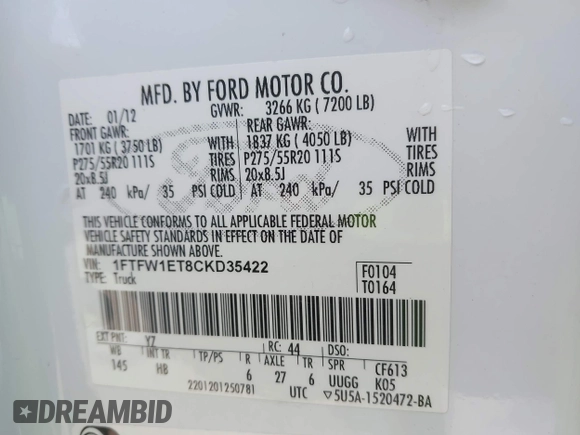 MFD. BY FORD MOTOR CO.
DATE: 01/12 GVWR: 3266 KG ( 7200 LB)
FRONT GAWR: REAR GAWR:
1701 KG ( 3750 LB) WITH 1837 KG ( 4050 LB) WITH
P275/55R20 111S TIRES P275/55R20 111S TIRES
20x8.5J RIMS 20x8.5J RIMS
AT 240 kPa/ 35 PSI COLD AT 240 kPa/ 35 PSI COLD
THIS VEHICLE CONFORMS TO ALL APPLICABLE FEDERAL MOTOR
VEHICLE SAFETY STANDARDS IN EFFECT ON THE DATE OF
MANUFACTURE SHOWN ABOVE.
VIN: 1FTFW1ET8CKD35422 F0104
TYPE: Truck T0164
EXT PNT: Y7 RC: 44 DSO:
WB INT TR TP/PS R AXLE TR SPR CF613
145 HB 6 27 6 UUGG K05
2201201250781 UTC ▽5U5A-1520472-BA
DREAMBID